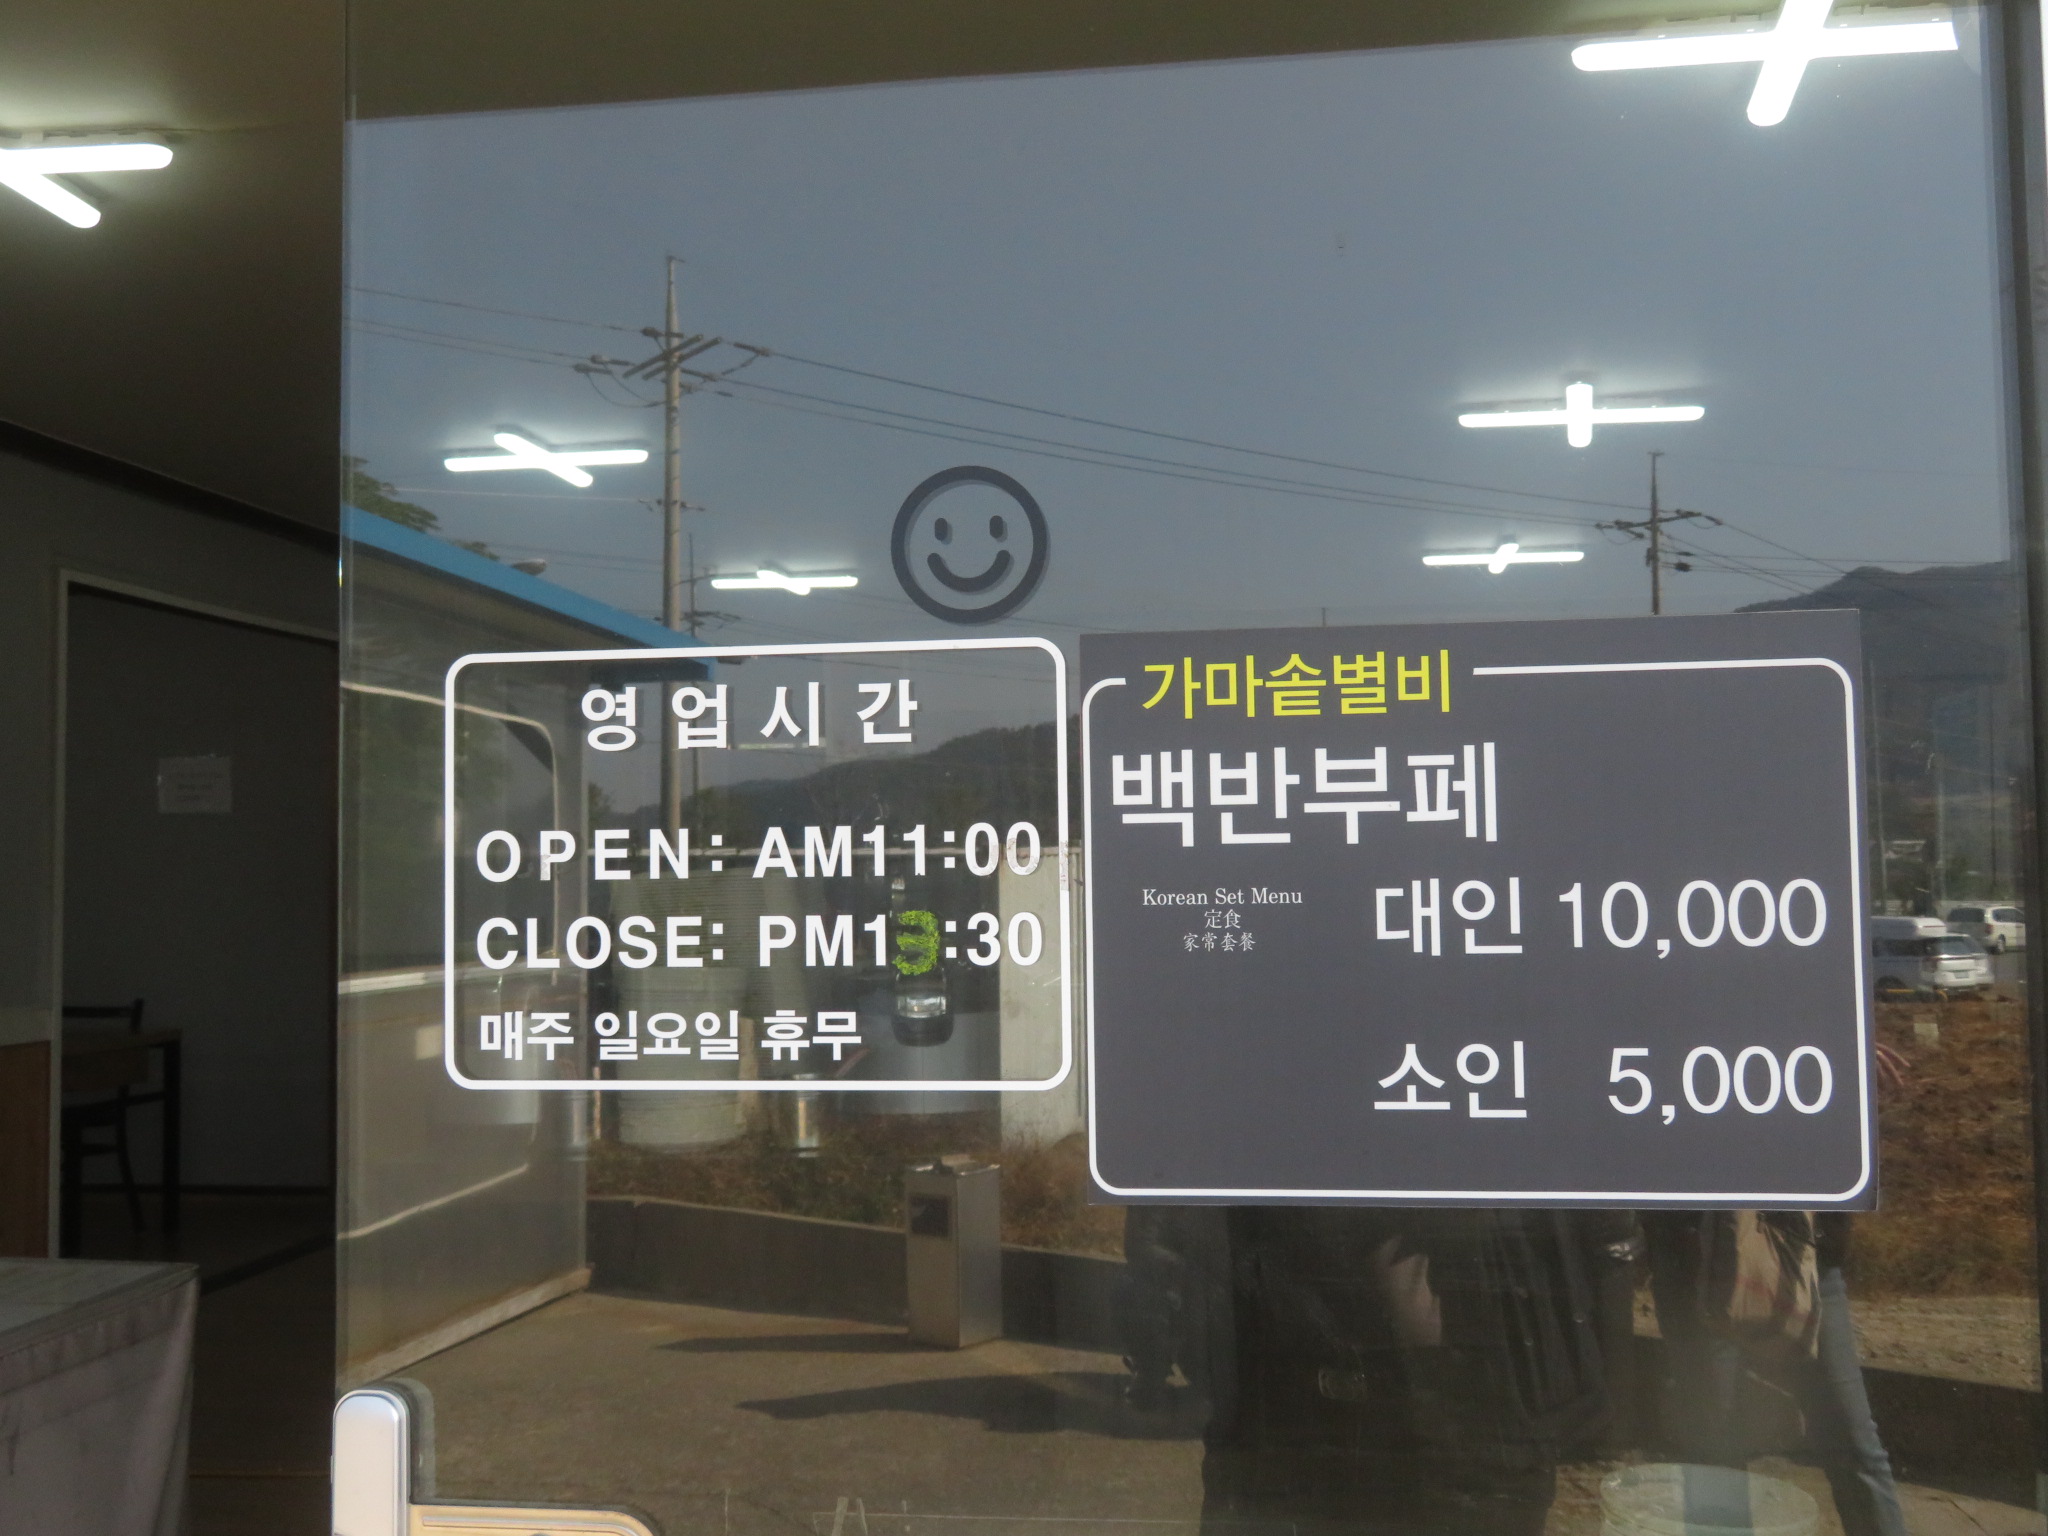 영업시간
OPEN: AM11:00
CLOSE: PM13:30
매주 일요일 휴무
가마솥별비
백반부페
Korean Set Menu
定食
家常套餐
대인 10,000
소인 5,000